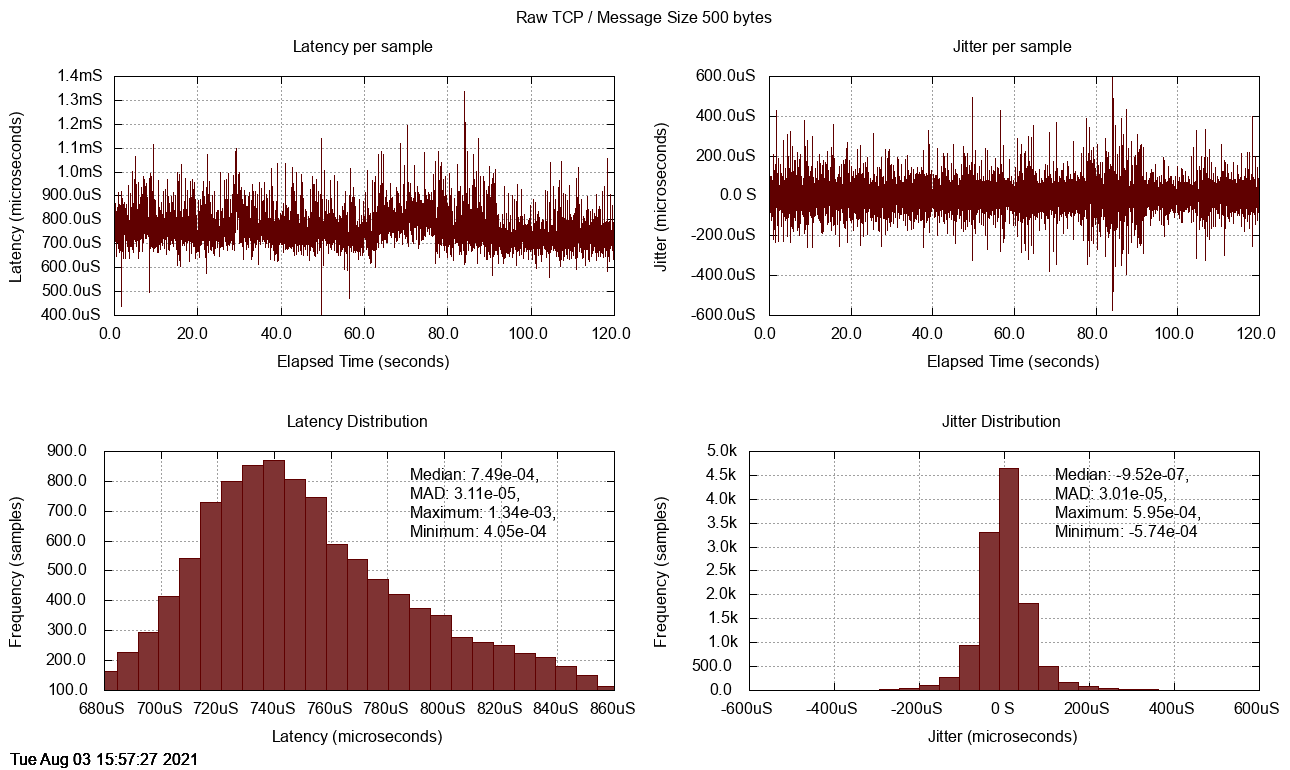 Raw TCP / Message Size 500 bytes
Latency per sample
1.4mS
1.3mS
1.2mS
1.1mS
1.0mS
900.0uS
800.0uS
700.0uS
600.0uS
500.0uS
400.0uS
Latency (microseconds)
0.0 20.0 40.0 60.0 80.0 100.0 120.0
Elapsed Time (seconds)
Jitter per sample
600.0uS
400.0uS
200.0uS
0.0 S
-200.0uS
-400.0uS
-600.0uS
Jitter (microseconds)
0.0 20.0 40.0 60.0 80.0 100.0 120.0
Elapsed Time (seconds)
Latency Distribution
900.0
800.0
700.0
600.0
500.0
400.0
300.0
200.0
100.0
Frequency (samples)
Median: 7.49e-04,
MAD: 3.11e-05,
Maximum: 1.34e-03,
Minimum: 4.05e-04
680uS 700uS 720uS 740uS 760uS 780uS 800uS 820uS 840uS 860uS
Latency (microseconds)
Jitter Distribution
5.0k
4.5k
4.0k
3.5k
3.0k
2.5k
2.0k
1.5k
1.0k
500.0
0.0
Frequency (samples)
Median: -9.52e-07,
MAD: 3.01e-05,
Maximum: 5.95e-04,
Minimum: -5.74e-04
-600uS -400uS -200uS 0 S 200uS 400uS 600uS
Jitter (microseconds)
Tue Aug 03 15:57:27 2021